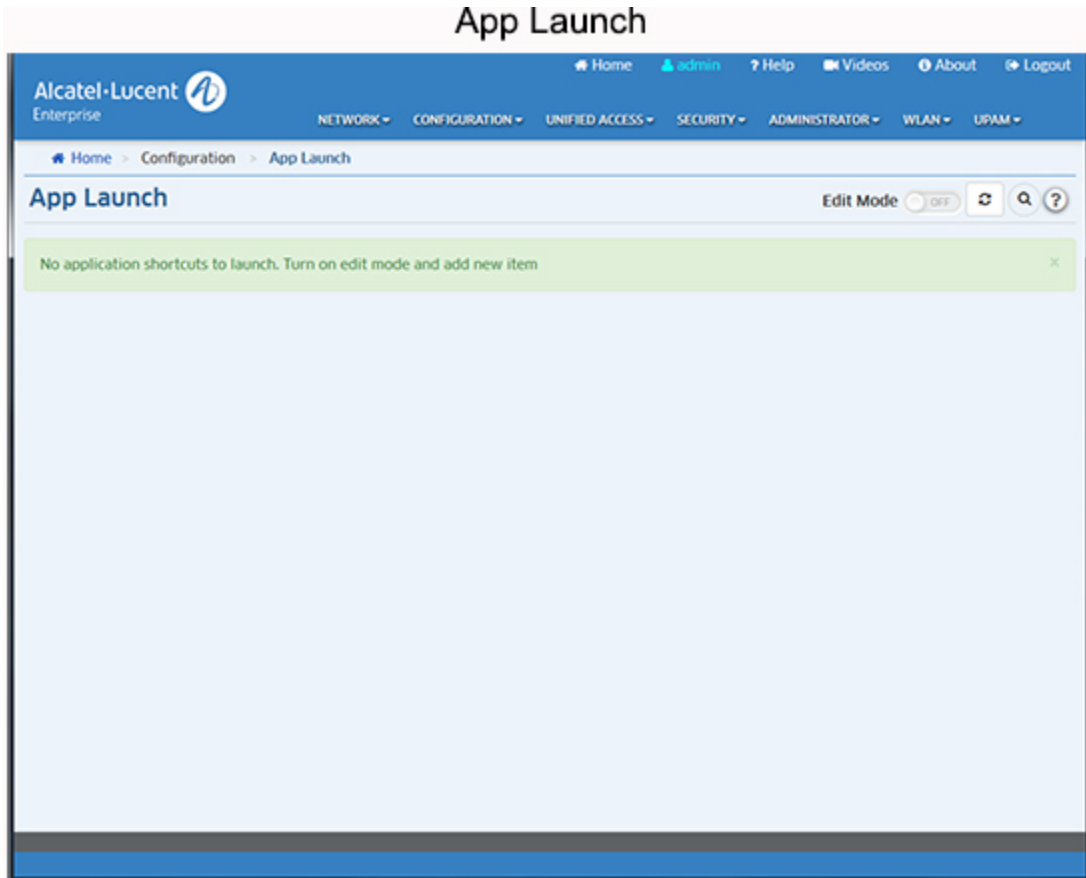 App Launch
Home admin ? Help Videos About Logout
Alcatel·Lucent
Enterprise
NETWORK CONFIGURATION UNIFIED ACCESS SECURITY ADMINISTRATOR WLAN UPAM
Home > Configuration > App Launch
App Launch
Edit Mode OFF ?
No application shortcuts to launch. Turn on edit mode and add new item ×